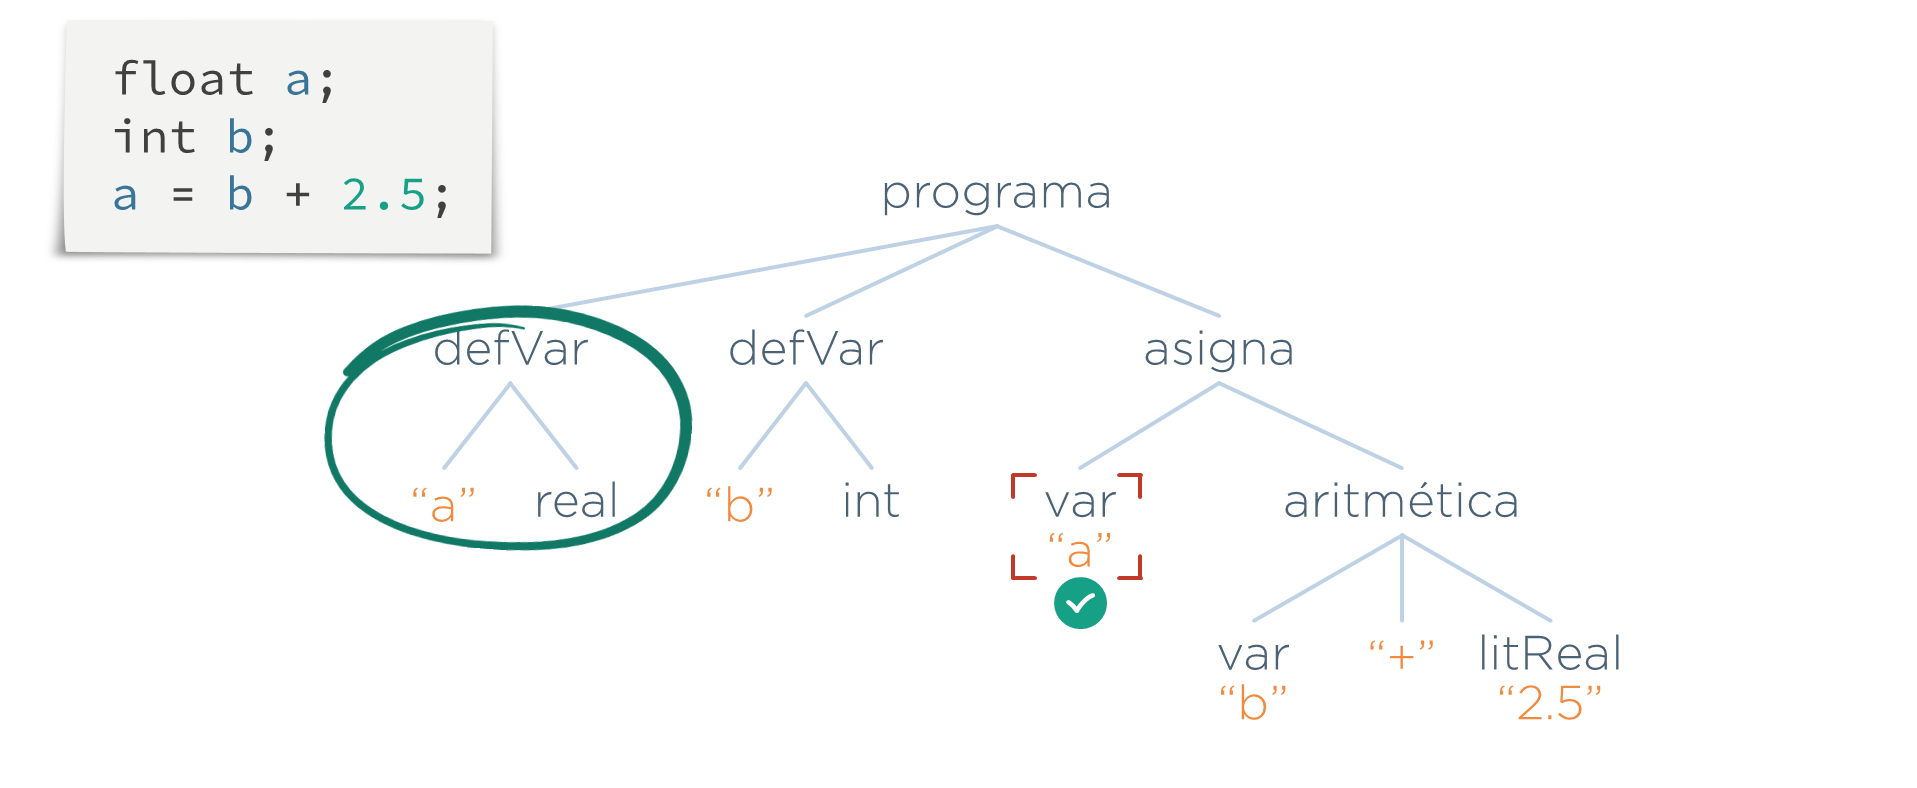 float a;
int b;
a = b + 2.5;
programa
defVar defVar asigna
“a” real “b” int var aritmética
“a”
var “+” litReal
“b” “2.5”